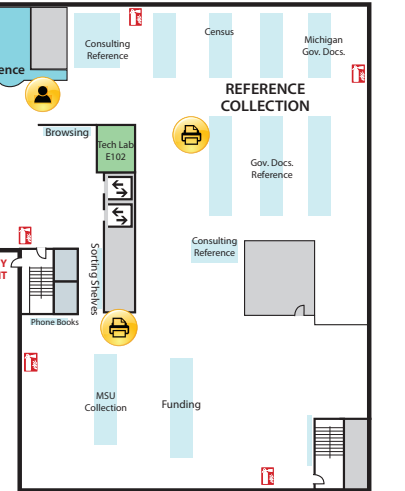 Census
Consulting
Reference
Michigan
Gov. Docs.
ence
REFERENCE
COLLECTION
Browsing
Tech Lab
E102
Gov. Docs.
Reference
Consulting
Reference
Sorting Shelves
Y
IT
Phone Books
MSU
Collection
Funding